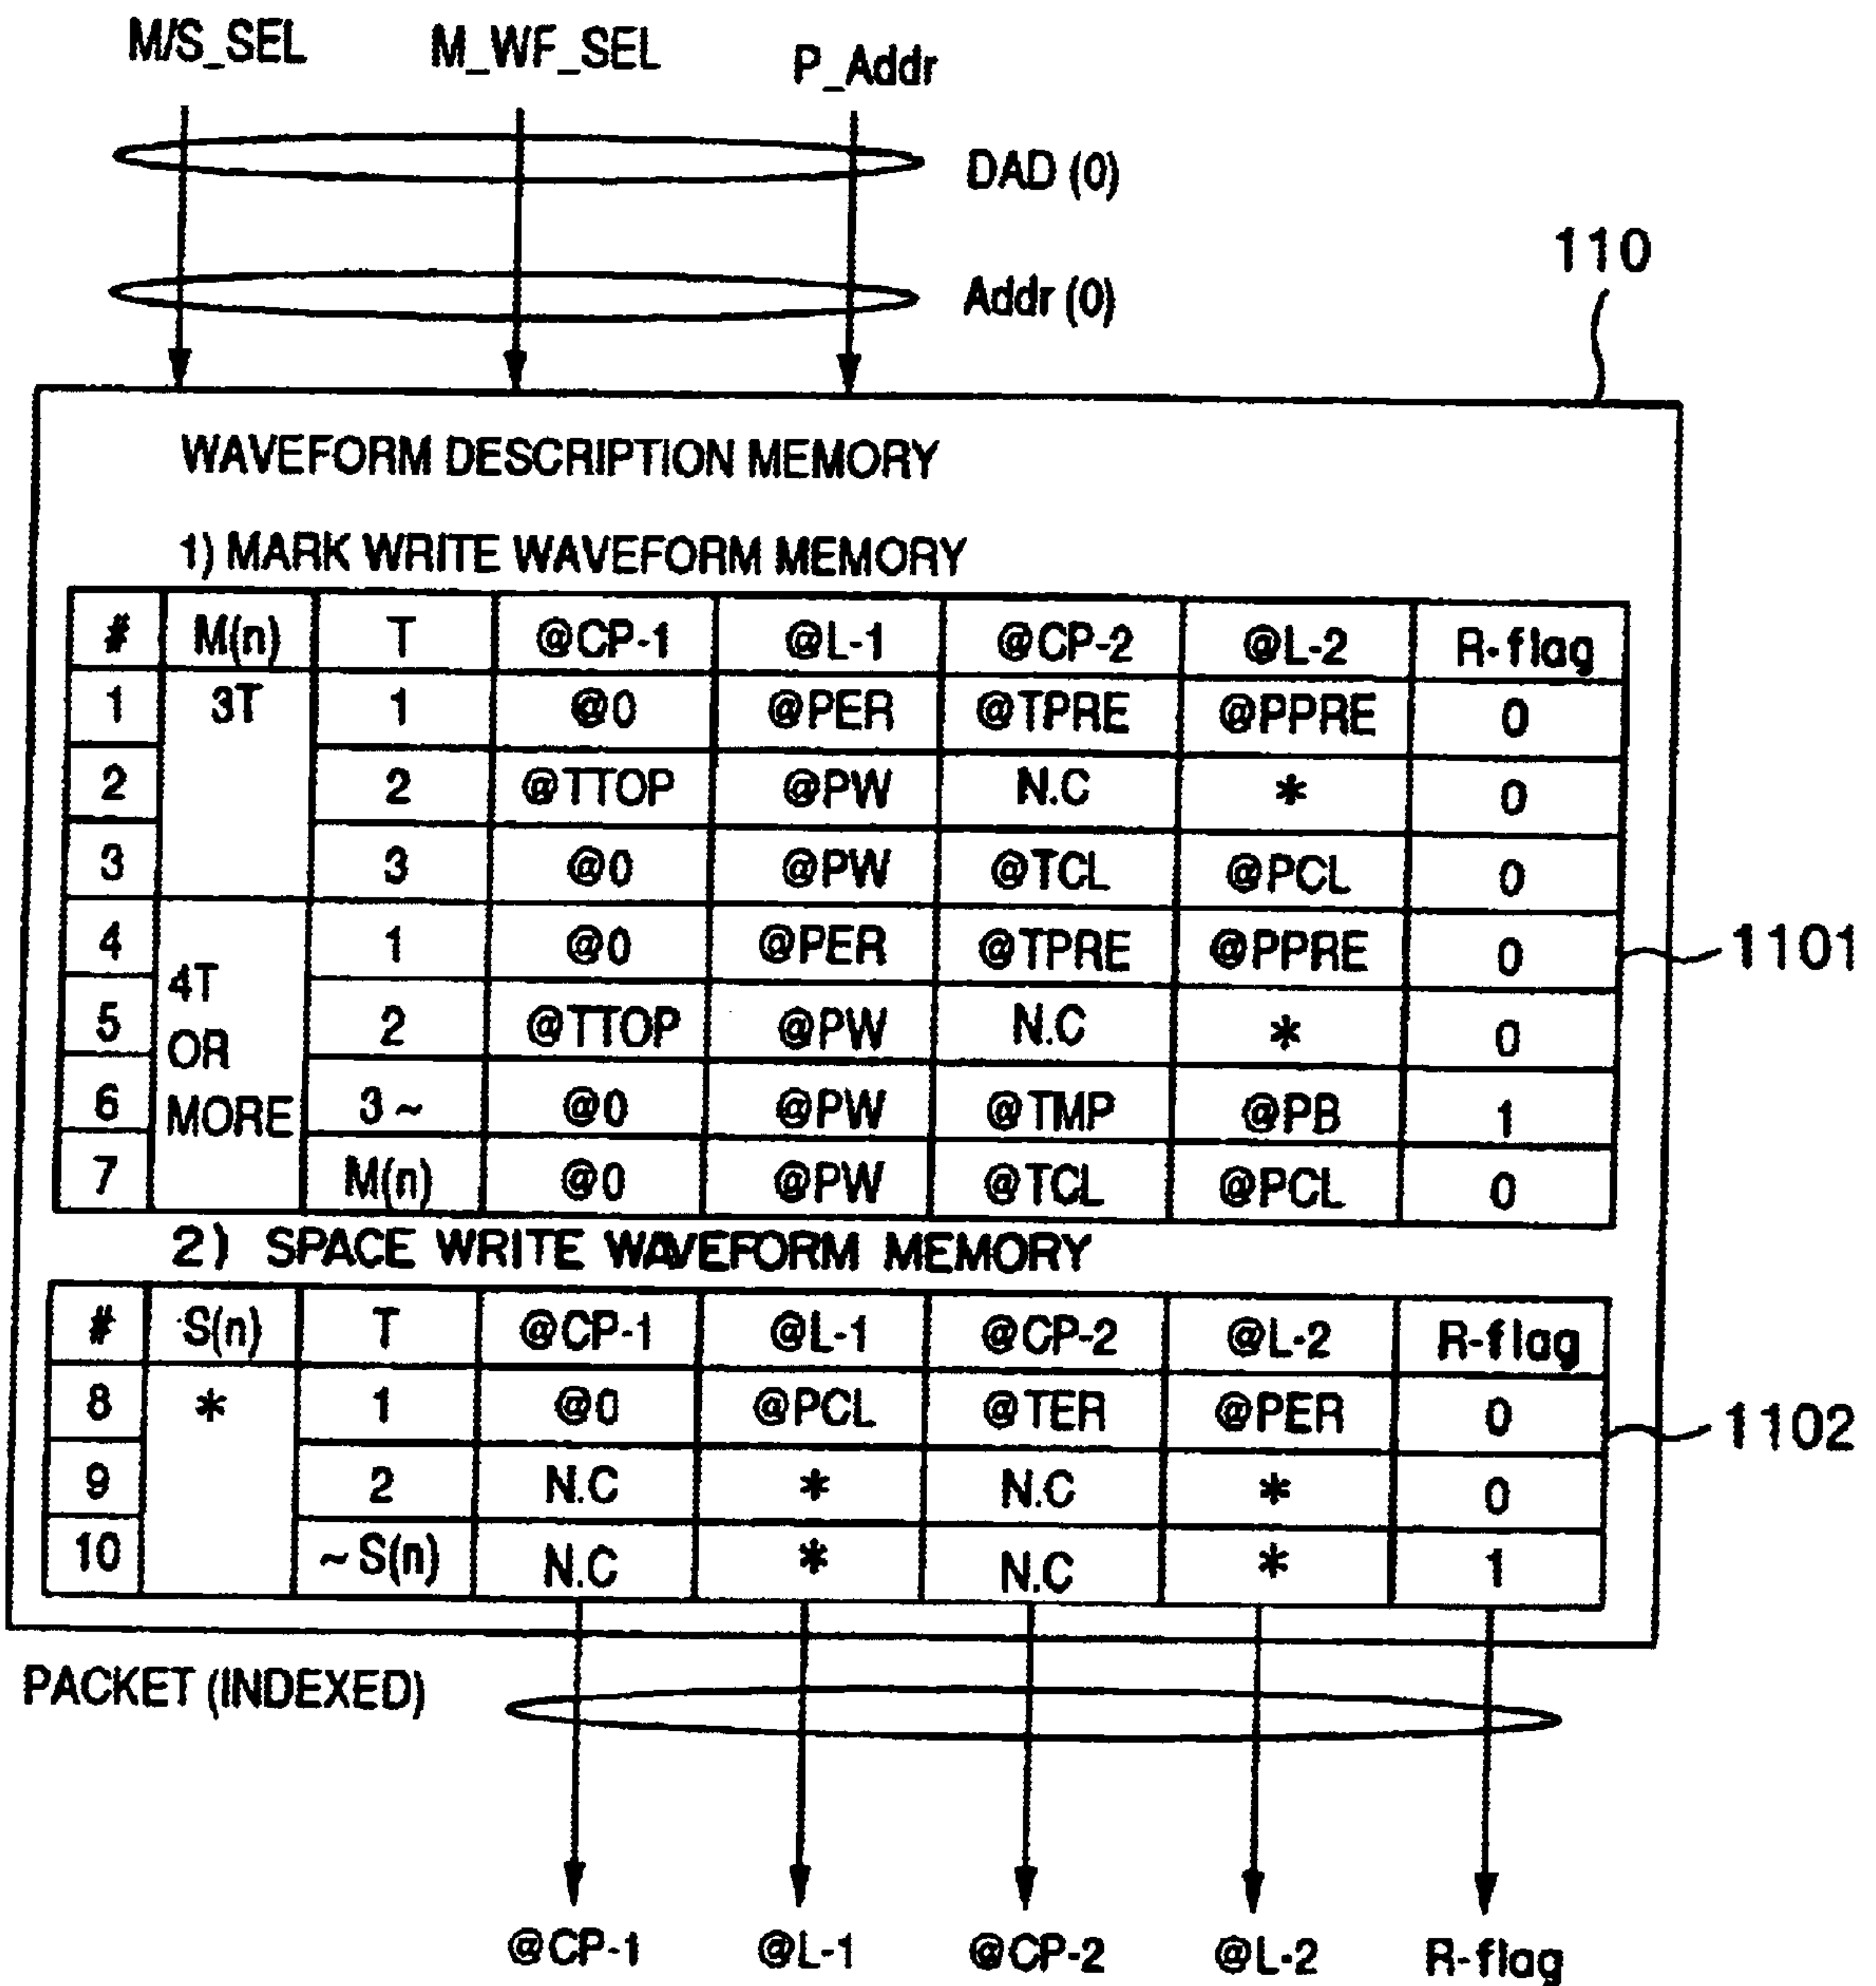 M/S_SEL M_WF_SEL P_Addr
DAD (0)
Addr (0)
110
WAVEFORM DESCRIPTION MEMORY
1) MARK WRITE WAVEFORM MEMORY
# M(n) T @CP-1 @L-1 @CP-2 @L-2 R-flag
1 3T 1 @0 @PER @TPRE @PPRE 0
2 2 @TTOP @PW N.C * 0
3 3 @0 @PW @TCL @PCL 0
4 4T OR MORE 1 @0 @PER @TPRE @PPRE 0
5 2 @TTOP @PW N.C * 0
6 3~ @0 @PW @TMP @PB 1
7 M(n) @0 @PW @TCL @PCL 0
1101
2) SPACE WRITE WAVEFORM MEMORY
# S(n) T @CP-1 @L-1 @CP-2 @L-2 R-flag
8 * 1 @0 @PCL @TER @PER 0
9 2 N.C * N.C * 0
10 ~S(n) N.C * N.C * 1
1102
PACKET (INDEXED)
@CP-1 @L-1 @CP-2 @L-2 R-flag